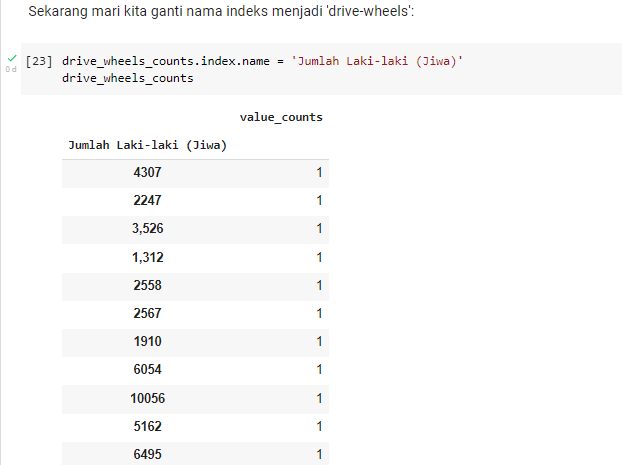 Sekarang mari kita ganti nama indeks menjadi 'drive-wheels':
[23] drive_wheels_counts.index.name = 'Jumlah Laki-laki (Jiwa)'
0 d
drive_wheels_counts
value_counts
Jumlah Laki-laki (Jiwa)
4307 1
2247 1
3,526 1
1,312 1
2558 1
2567 1
1910 1
6054 1
10056 1
5162 1
6495 1